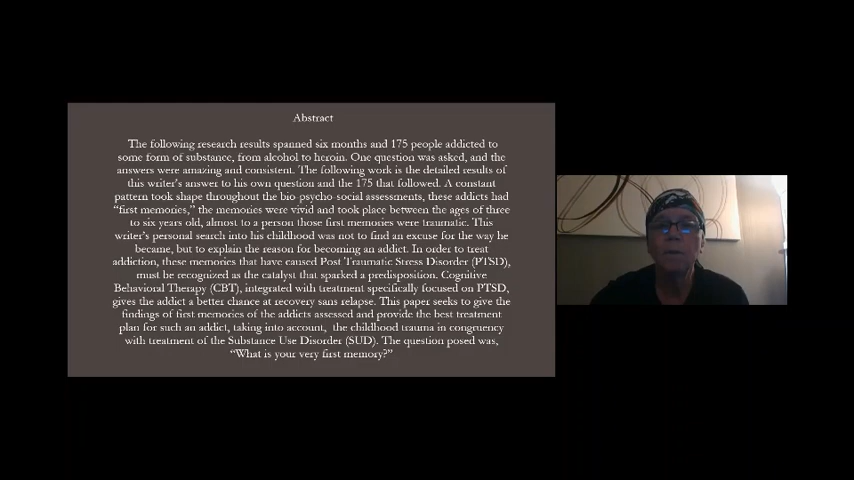 Abstract
The following research results spanned six months and 175 people addicted to
some form of substance, from alcohol to heroin. One question was asked, and the
answers were amazing and consistent. The following work is the detailed results of
this writer's answer to his own question and the 175 that followed. A constant
pattern took shape throughout the bio-psycho-social assessments, these addicts had
“first memories,” the memories were vivid and took place between the ages of three
to six years old, almost to a person those first memories were traumatic. This
writer's personal search into his childhood was not to find an excuse for the way he
became, but to explain the reason for becoming an addict. In order to treat
addiction, these memories that have caused Post Traumatic Stress Disorder (PTSD),
must be recognized as the catalyst that sparked a predisposition. Cognitive
Behavioral Therapy (CBT), integrated with treatment specifically focused on PTSD,
gives the addict a better chance at recovery sans relapse. This paper seeks to give the
findings of first memories of the addicts assessed and provide the best treatment
plan for such an addict, taking into account, the childhood trauma in congruency
with treatment of the Substance Use Disorder (SUD). The question posed was,
“What is your very first memory?”